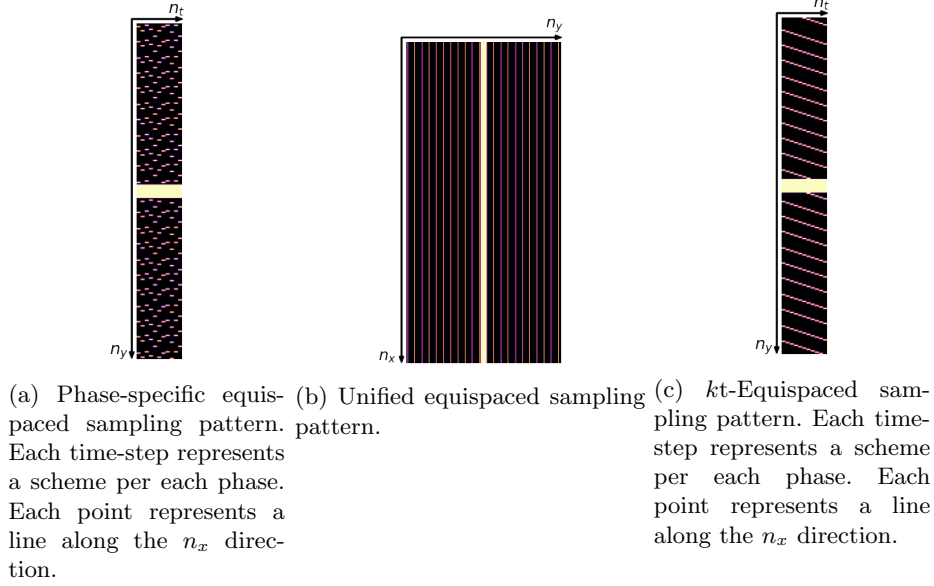 n_t
n_y
(a) Phase-specific equis-
paced sampling pattern.
Each time-step represents
a scheme per each phase.
Each point represents a
line along the n_x direc-
tion.
n_y
n_x
(b) Unified equispaced sampling
pattern.
n_t
n_y
(c) kt-Equispaced sam-
pling pattern. Each time-
step represents a scheme
per each phase. Each
point represents a line
along the n_x direction.